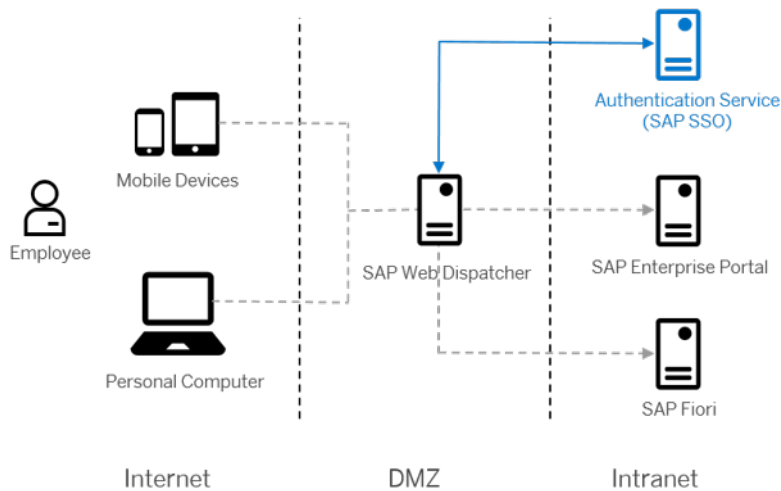 Authentication Service
(SAP SSO)
Mobile Devices
Employee
SAP Web Dispatcher
SAP Enterprise Portal
Personal Computer
SAP Fiori
Internet
DMZ
Intranet